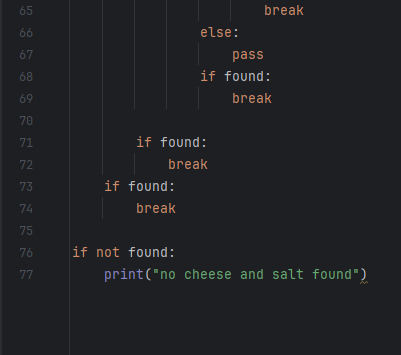 65 break
66 else:
67 pass
68 if found:
69 break
70
71 if found:
72 break
73 if found:
74 break
75
76 if not found:
77 print("no cheese and salt found")